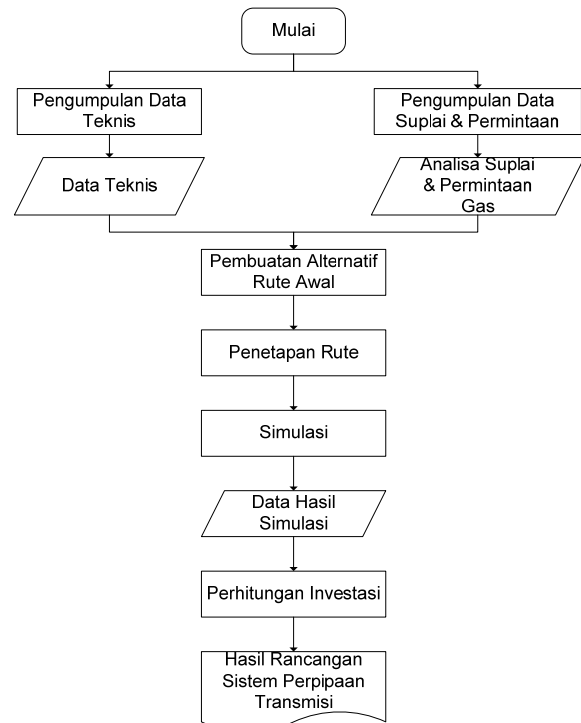 Mulai
Pengumpulan Data
Teknis
Pengumpulan Data
Suplai & Permintaan
Data Teknis
Analisa Suplai
& Permintaan
Gas
Pembuatan Alternatif
Rute Awal
Penetapan Rute
Simulasi
Data Hasil
Simulasi
Perhitungan Investasi
Hasil Rancangan
Sistem Perpipaan
Transmisi